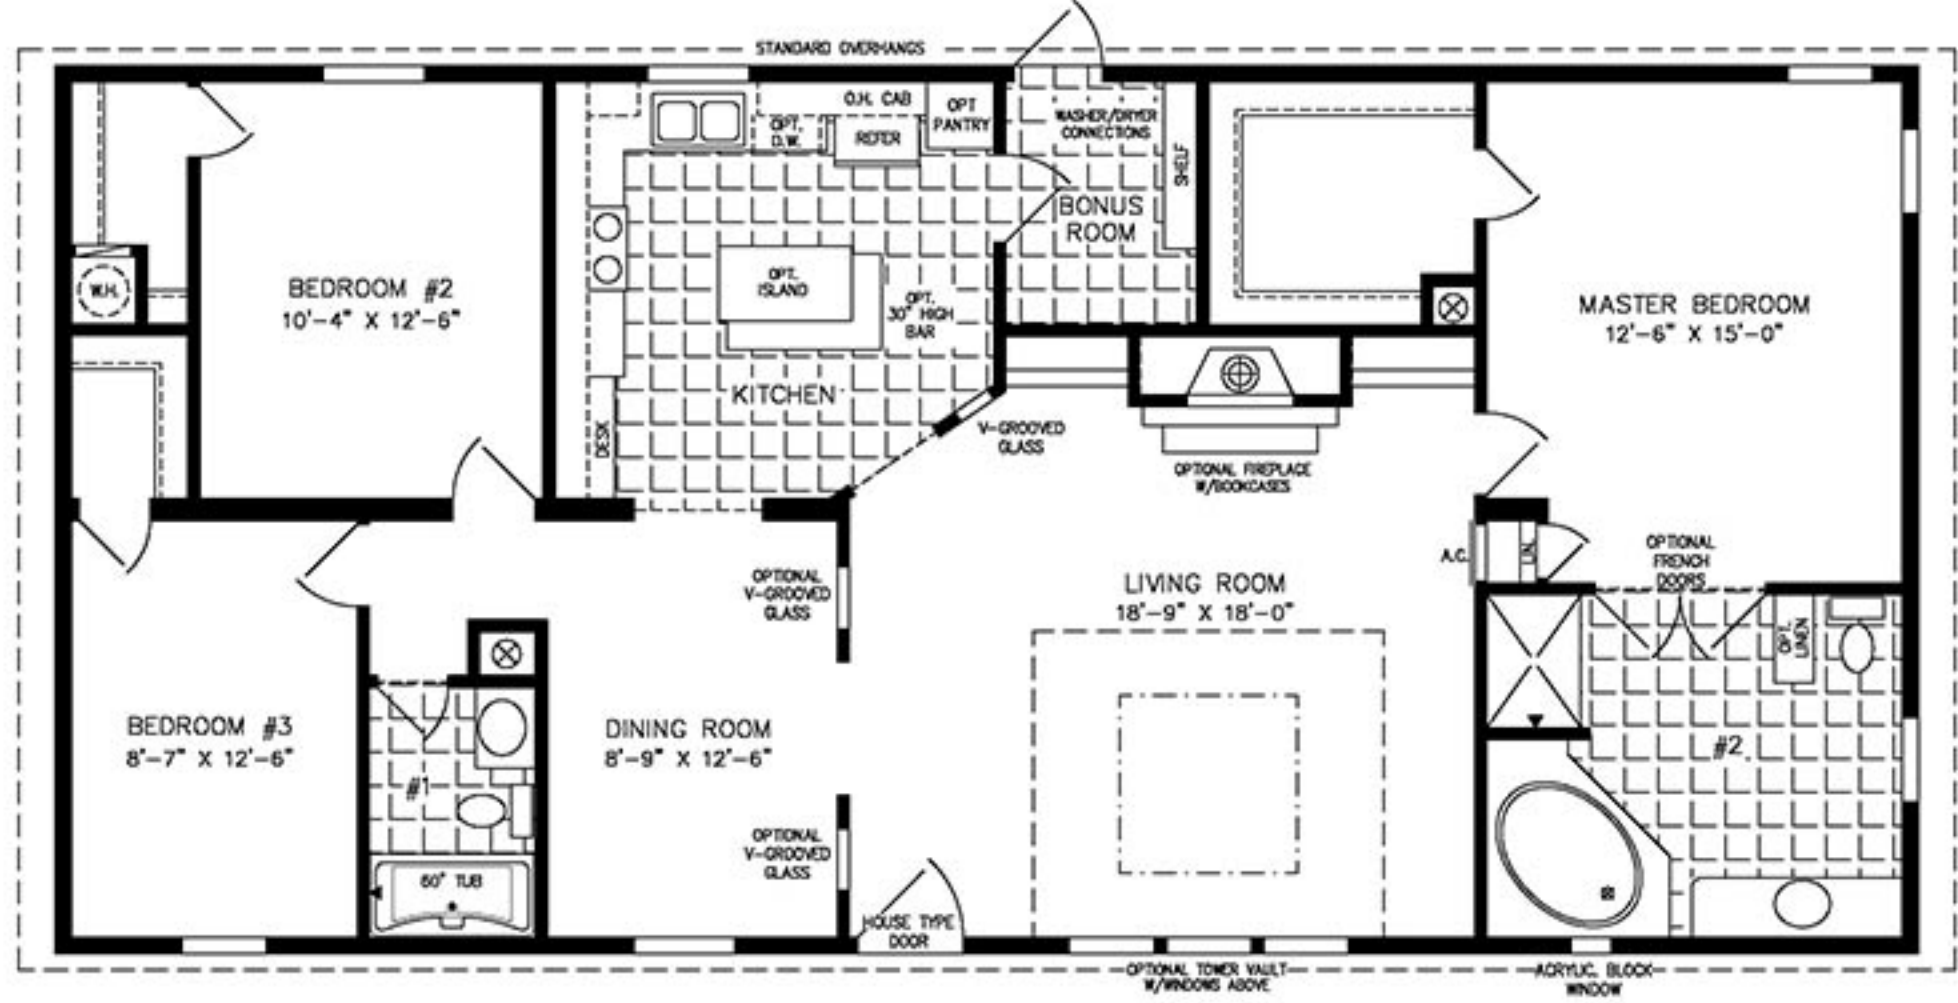 STANDARD OVERHANGS
O.H. CAB
OPT
PANTRY
OPT.
D.W.
REFER
WASHER/DRYER
CONNECTIONS
SHELF
BONUS
ROOM
W.H.
BEDROOM #2
10'-4" X 12'-6"
OPT.
ISLAND
OPT.
30" HIGH
BAR
KITCHEN
DESK
MASTER BEDROOM
12'-6" X 15'-0"
V-GROOVED
GLASS
OPTIONAL FIREPLACE
W/BOOKCASES
A.C.
LIN.
OPTIONAL
FRENCH
DOORS
OPTIONAL
V-GROOVED
GLASS
LIVING ROOM
18'-9" X 18'-0"
OPT.
LINEN
BEDROOM #3
8'-7" X 12'-6"
#1
DINING ROOM
8'-9" X 12'-6"
#2
OPTIONAL
V-GROOVED
GLASS
60" TUB
HOUSE TYPE
DOOR
OPTIONAL TOWER VAULT
W/WINDOWS ABOVE
ACRYLIC BLOCK
WINDOW